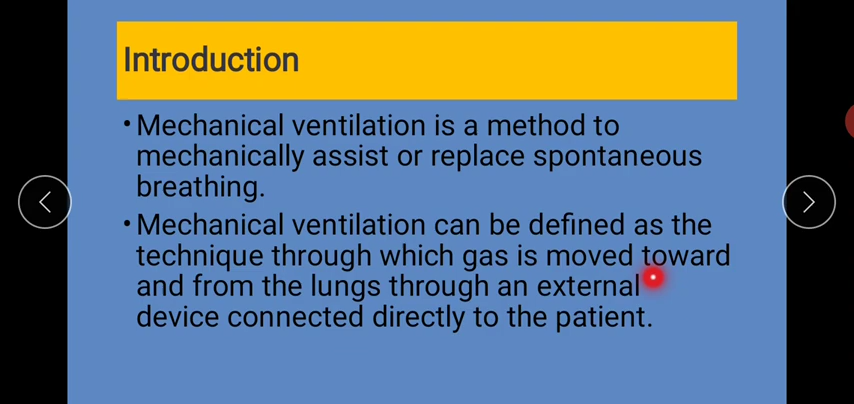 Introduction
• Mechanical ventilation is a method to
mechanically assist or replace spontaneous
breathing.
• Mechanical ventilation can be defined as the
technique through which gas is moved toward
and from the lungs through an external
device connected directly to the patient.